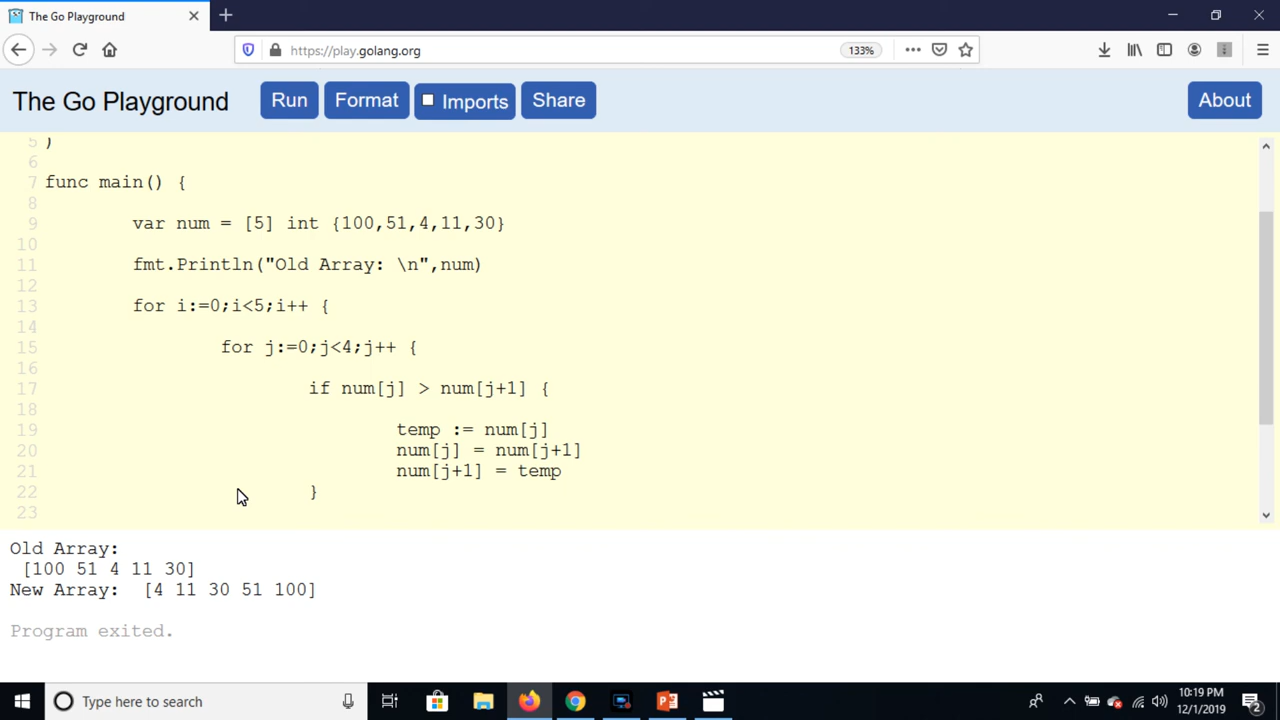 The Go Playground
https://play.golang.org
133%
The Go Playground
Run
Format
Imports
Share
About
5 )
6
7 func main() {
8
9 var num = [5] int {100,51,4,11,30}
10
11 fmt.Println("Old Array: \n",num)
12
13 for i:=0;i<5;i++ {
14
15 for j:=0;j<4;j++ {
16
17 if num[j] > num[j+1] {
18
19 temp := num[j]
20 num[j] = num[j+1]
21 num[j+1] = temp
22 }
23
Old Array:
[100 51 4 11 30]
New Array: [4 11 30 51 100]
Program exited.
Type here to search
10:19 PM
12/1/2019
2